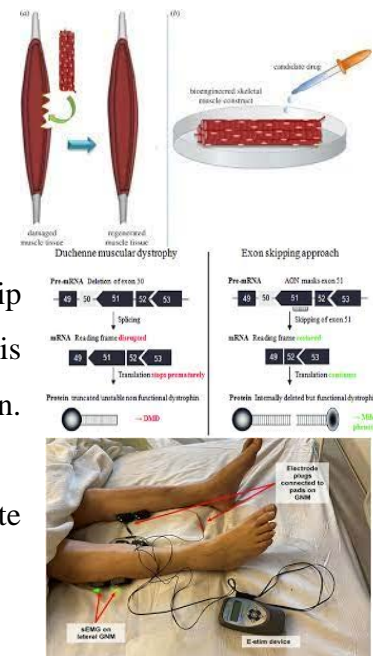 (a)
(b)
candidate drug
bioengineered skeletal
muscle construct
damaged
muscle tissue
regenerated
muscle tissue
Duchenne muscular dystrophy
Exon skipping approach
Pre-mRNA Deletion of exon 50
49 50 51 52 53
Splicing
mRNA Reading frame disrupted
49 51 52 53
Translation stops prematurely
Protein truncated unstable non functional dystrophin
→ DMD
Pre-mRNA AON masks exon 51
49 50 51 52 53
Skipping of exon 51
mRNA Reading frame restored
49 52 53
Translation continues
Protein Internally deleted but functional dystrophin
ip
is
n.
te
Electrode
plugs
connected
to pads on
GNM
sEMG on
lateral GNM
E-stim device